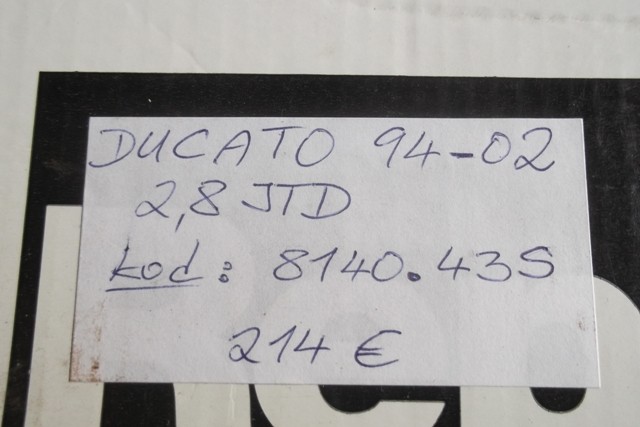 DUCATO 94-02
2,8 JTD
kod: 8140.43S
214 €